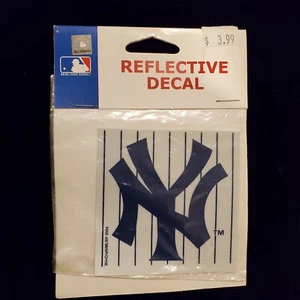 $ 3.99
REFLECTIVE
DECAL
NY
TM